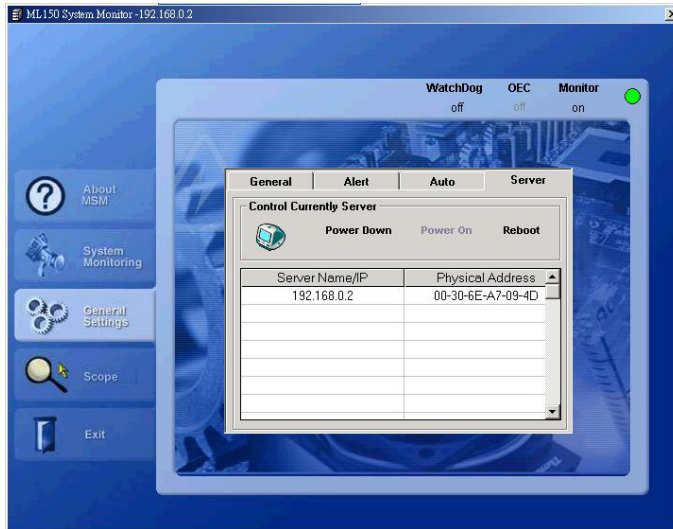 ML150 System Monitor -192.168.0.2
WatchDog OEC Monitor
off off on
About
MSM
System
Monitoring
General
Settings
Scope
Exit
General Alert Auto Server
Control Currently Server
Power Down Power On Reboot
Server Name/IP Physical Address
192.168.0.2 00-30-6E-A7-09-4D